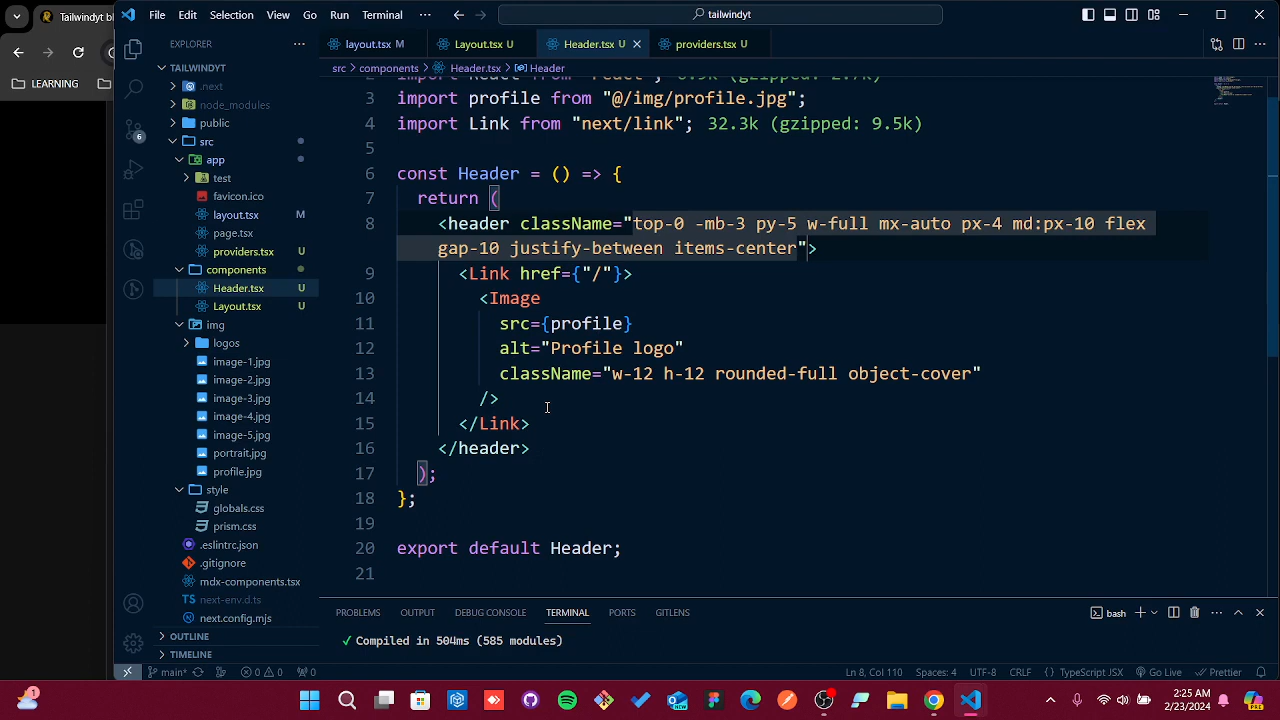 Tailwindyt bl
LEARNING
File Edit Selection View Go Run Terminal ···
tailwindyt
EXPLORER
layout.tsx M
Layout.tsx U
Header.tsx U
providers.tsx U
src > components > Header.tsx > Header
TAILWINDYT
.next
node_modules
public
src
app
test
favicon.ico
layout.tsx M
page.tsx
providers.tsx U
components
Header.tsx U
Layout.tsx U
img
logos
image-1.jpg
image-2.jpg
image-3.jpg
image-4.jpg
image-5.jpg
portrait.jpg
profile.jpg
style
globals.css
prism.css
.eslintrc.json
.gitignore
mdx-components.tsx
next-env.d.ts
next.config.mjs
OUTLINE
TIMELINE
6
3 import profile from "@/img/profile.jpg";
4 import Link from "next/link"; 32.3k (gzipped: 9.5k)
5
6 const Header = () => {
7 return (
8 <header className="top-0 -mb-3 py-5 w-full mx-auto px-4 md:px-10 flex
gap-10 justify-between items-center">
9 <Link href={"/"}>
10 <Image
11 src={profile}
12 alt="Profile logo"
13 className="w-12 h-12 rounded-full object-cover"
14 />
15 </Link>
16 </header>
17 );
18 };
19
20 export default Header;
21
PROBLEMS OUTPUT DEBUG CONSOLE TERMINAL PORTS GITLENS
bash
✓ Compiled in 504ms (585 modules)
main* 0 0 0
Ln 8, Col 110 Spaces: 4 UTF-8 CRLF {} TypeScript JSX Go Live Prettier
1
2:25 AM
2/23/2024